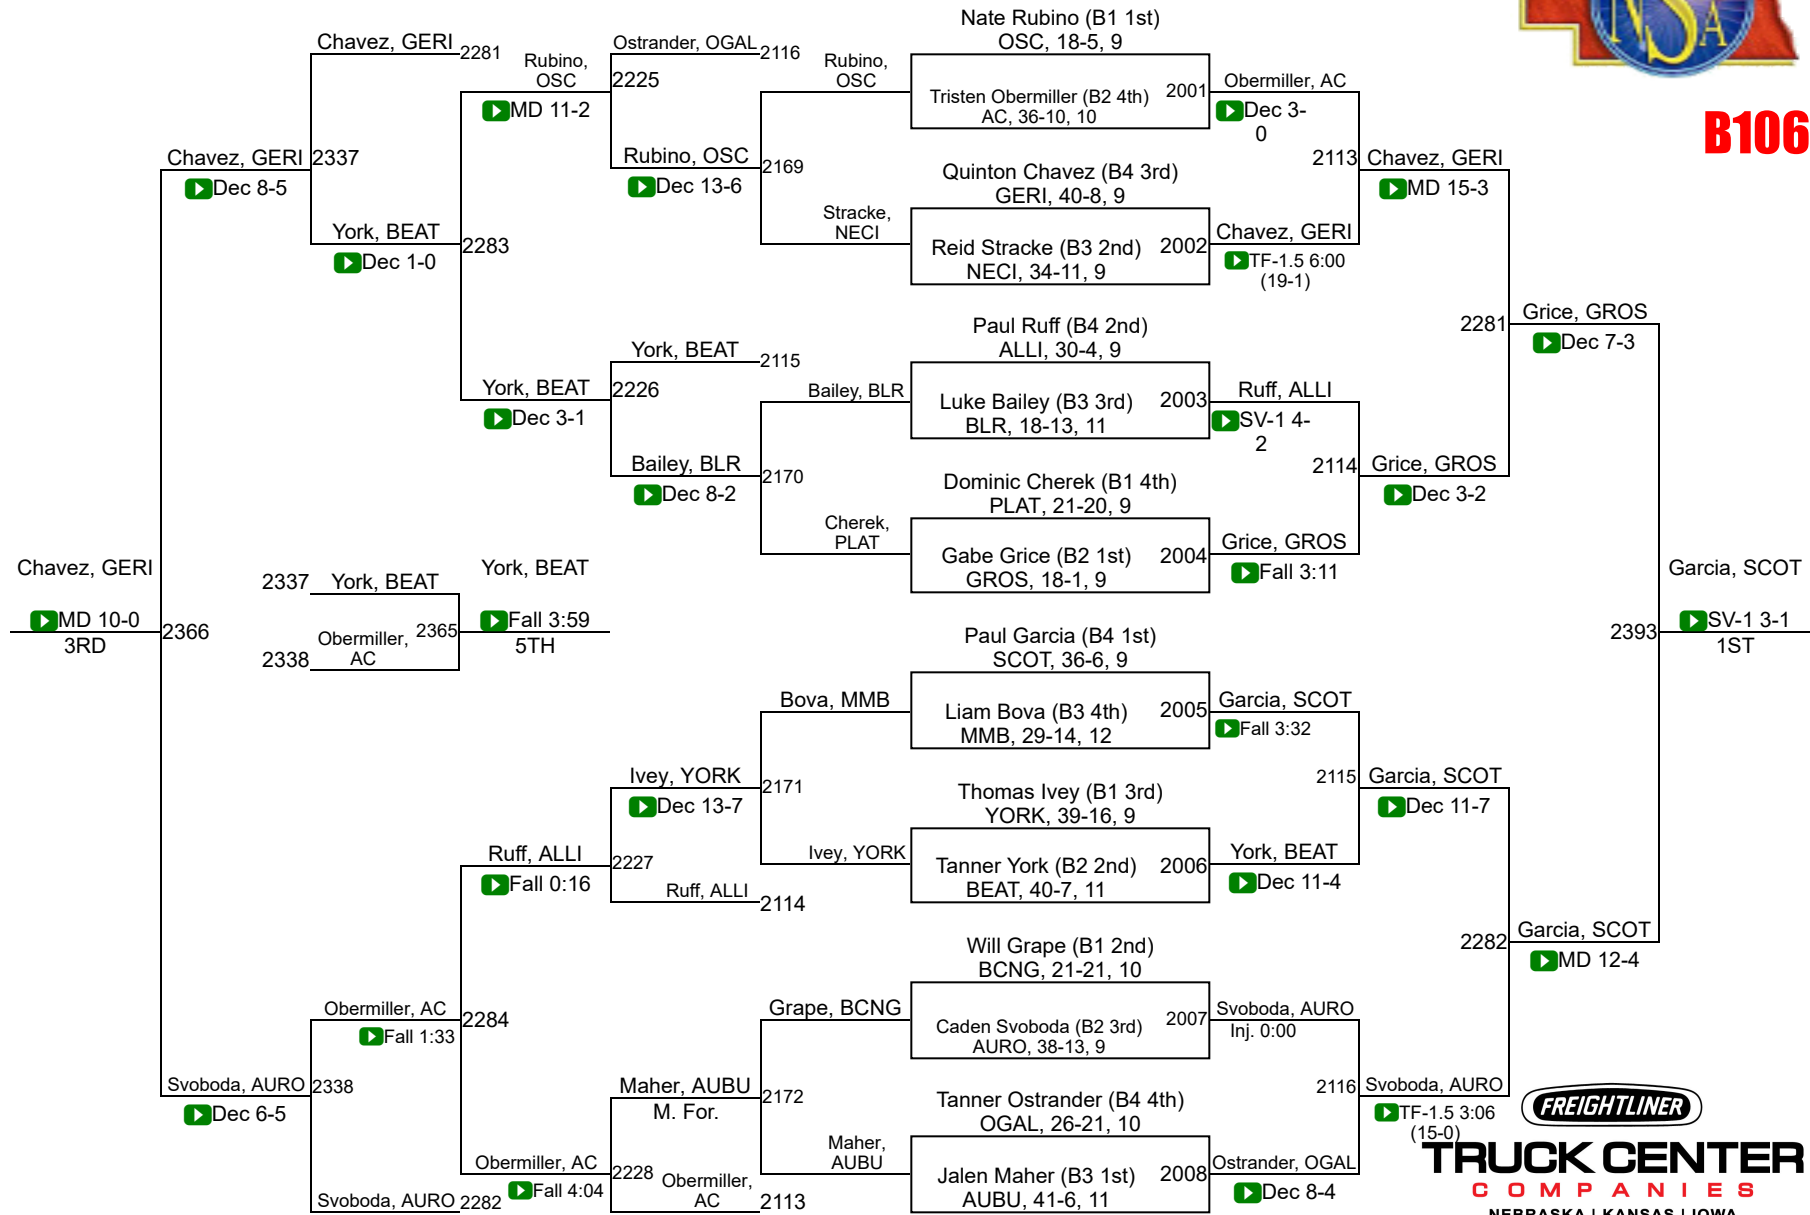 NSA
B106
Chavez, GERI
2281
Rubino,
OSC
MD 11-2
Ostrander, OGAL
2116
2225
Rubino,
OSC
Nate Rubino (B1 1st)
OSC, 18-5, 9
Tristen Obermiller (B2 4th)
AC, 36-10, 10
2001
Obermiller, AC
Dec 3-
0
Chavez, GERI
2337
Dec 8-5
Rubino, OSC
Dec 13-6
2169
Quinton Chavez (B4 3rd)
GERI, 40-8, 9
2113
Chavez, GERI
MD 15-3
York, BEAT
Dec 1-0
2283
Stracke,
NECI
Reid Stracke (B3 2nd)
NECI, 34-11, 9
2002
Chavez, GERI
TF-1.5 6:00
(19-1)
Paul Ruff (B4 2nd)
ALLI, 30-4, 9
2281
Grice, GROS
Dec 7-3
York, BEAT
2115
York, BEAT
Dec 3-1
2226
Bailey, BLR
Luke Bailey (B3 3rd)
BLR, 18-13, 11
2003
Ruff, ALLI
SV-1 4-
2
Bailey, BLR
Dec 8-2
2170
Dominic Cherek (B1 4th)
PLAT, 21-20, 9
2114
Grice, GROS
Dec 3-2
Cherek,
PLAT
Gabe Grice (B2 1st)
GROS, 18-1, 9
2004
Grice, GROS
Fall 3:11
Chavez, GERI
MD 10-0
3RD
2366
2337
York, BEAT
Obermiller,
AC
2338
2365
York, BEAT
Fall 3:59
5TH
2393
Garcia, SCOT
SV-1 3-1
1ST
Paul Garcia (B4 1st)
SCOT, 36-6, 9
Bova, MMB
Liam Bova (B3 4th)
MMB, 29-14, 12
2005
Garcia, SCOT
Fall 3:32
Ivey, YORK
Dec 13-7
2171
Thomas Ivey (B1 3rd)
YORK, 39-16, 9
2115
Garcia, SCOT
Dec 11-7
Ruff, ALLI
Fall 0:16
2227
Ruff, ALLI
2114
Ivey, YORK
Tanner York (B2 2nd)
BEAT, 40-7, 11
2006
York, BEAT
Dec 11-4
Will Grape (B1 2nd)
BCNG, 21-21, 10
2282
Garcia, SCOT
MD 12-4
Obermiller, AC
Fall 1:33
2284
Grape, BCNG
Caden Svoboda (B2 3rd)
AURO, 38-13, 9
2007
Svoboda, AURO
Inj. 0:00
Svoboda, AURO
Dec 6-5
2338
Maher, AUBU
M. For.
2172
Tanner Ostrander (B4 4th)
OGAL, 26-21, 10
2116
Svoboda, AURO
TF-1.5 3:06
(15-0)
Obermiller, AC
Fall 4:04
2228
Obermiller,
AC
2113
Maher,
AUBU
Jalen Maher (B3 1st)
AUBU, 41-6, 11
2008
Ostrander, OGAL
Dec 8-4
Svoboda, AURO
2282
FREIGHTLINER
TRUCK CENTER
COMPANIES
NEBRASKA | KANSAS | IOWA